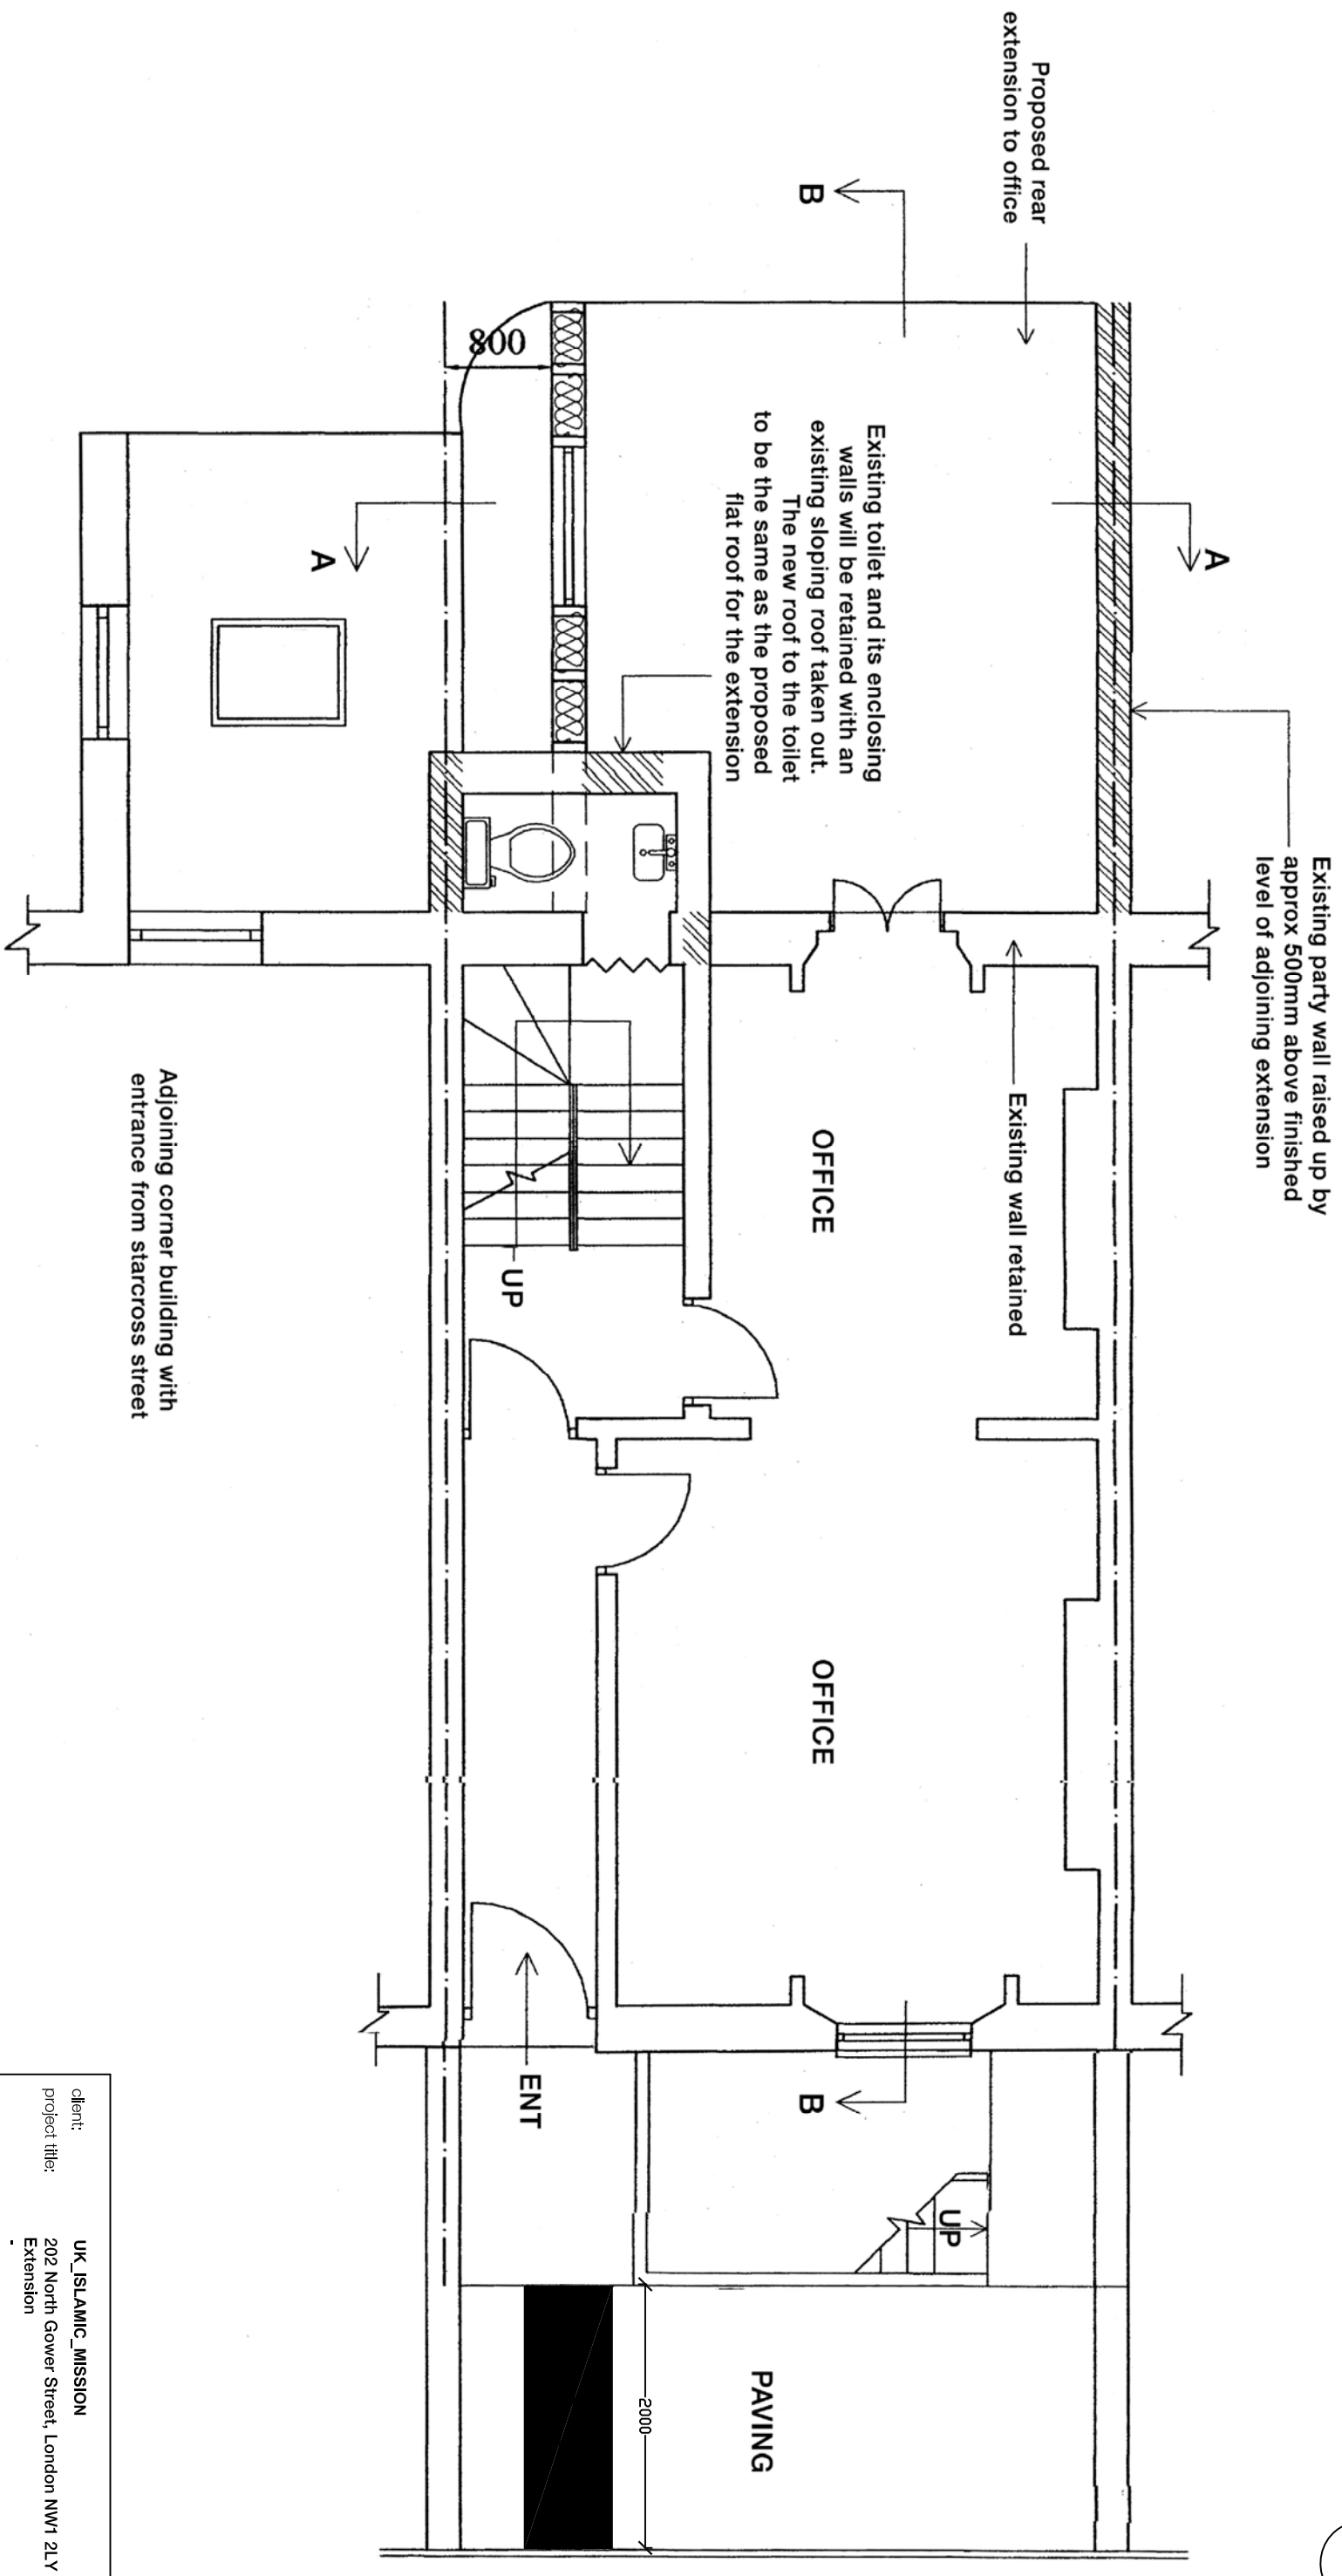 Existing party wall raised up by
approx 500mm above finished
level of adjoining extension
Proposed rear
extension to office
Existing wall retained
A
B
Existing toilet and its enclosing
walls will be retained with an
existing sloping roof taken out.
The new roof to the toilet
to be the same as the proposed
flat roof for the extension
OFFICE
OFFICE
B
UP
PAVING
2000
800
UP
ENT
A
Adjoining corner building with
entrance from starcross street
client: UK_ISLAMIC_MISSION
project title: 202 North Gower Street, London NW1 2LY
Extension
-